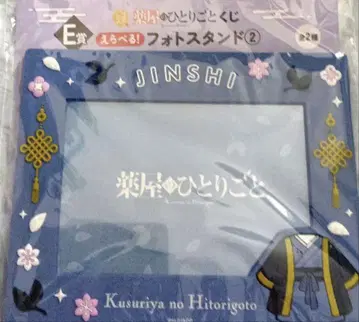 薬屋のひとりごとくじ
E賞 えらべる! フォトスタンド②
全2種
JINSHI
薬屋のひとりごと
Kusuriya no Hitorigoto